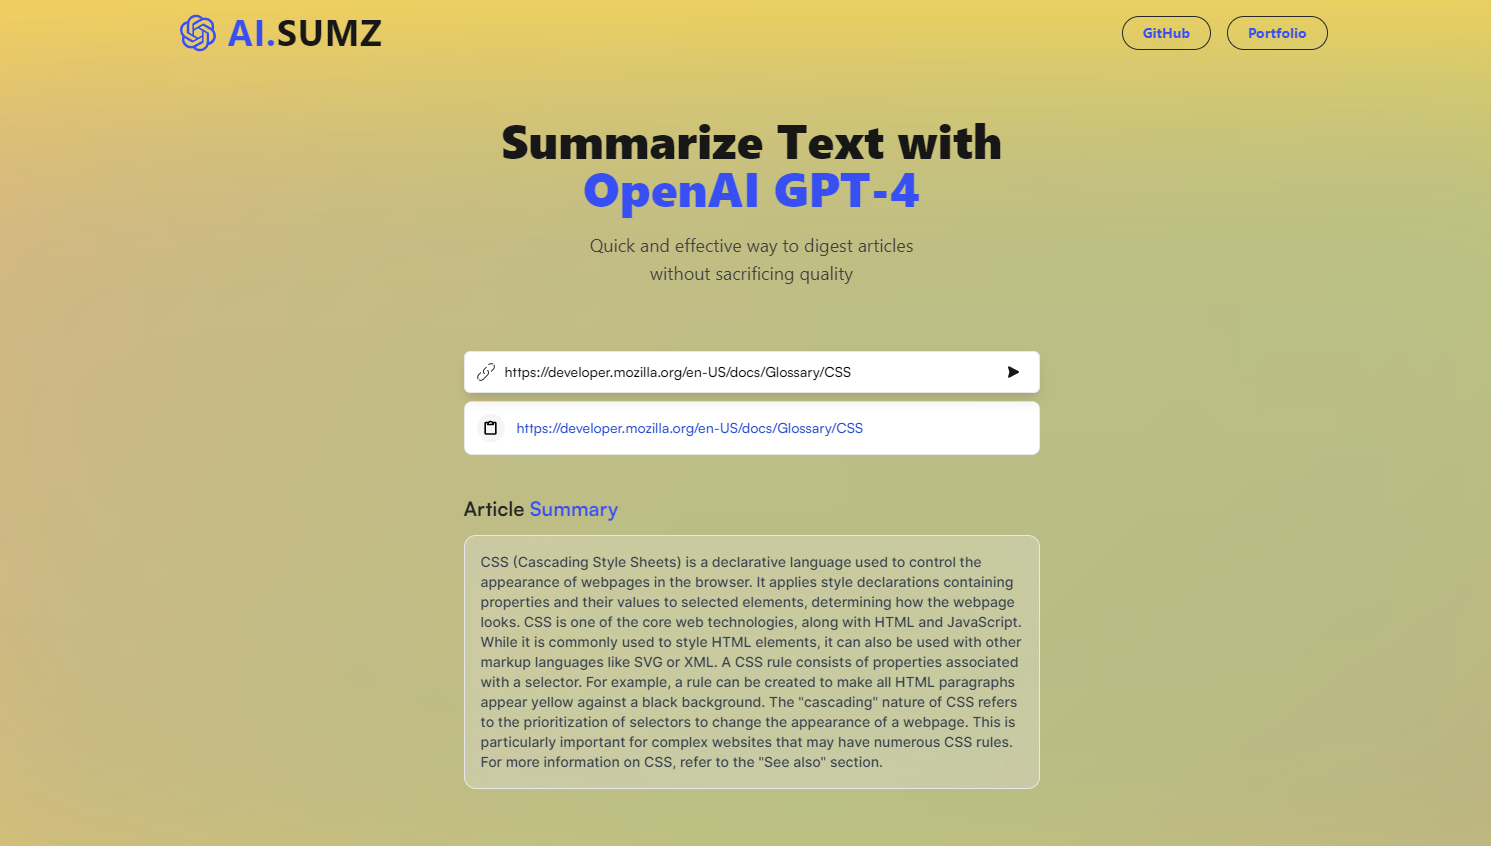 AI.SUMZ
GitHub
Portfolio
Summarize Text with
OpenAI GPT-4
Quick and effective way to digest articles
without sacrificing quality
https://developer.mozilla.org/en-US/docs/Glossary/CSS
https://developer.mozilla.org/en-US/docs/Glossary/CSS
Article Summary
CSS (Cascading Style Sheets) is a declarative language used to control the
appearance of webpages in the browser. It applies style declarations containing
properties and their values to selected elements, determining how the webpage
looks. CSS is one of the core web technologies, along with HTML and JavaScript.
While it is commonly used to style HTML elements, it can also be used with other
markup languages like SVG or XML. A CSS rule consists of properties associated
with a selector. For example, a rule can be created to make all HTML paragraphs
appear yellow against a black background. The "cascading" nature of CSS refers
to the prioritization of selectors to change the appearance of a webpage. This is
particularly important for complex websites that may have numerous CSS rules.
For more information on CSS, refer to the "See also" section.